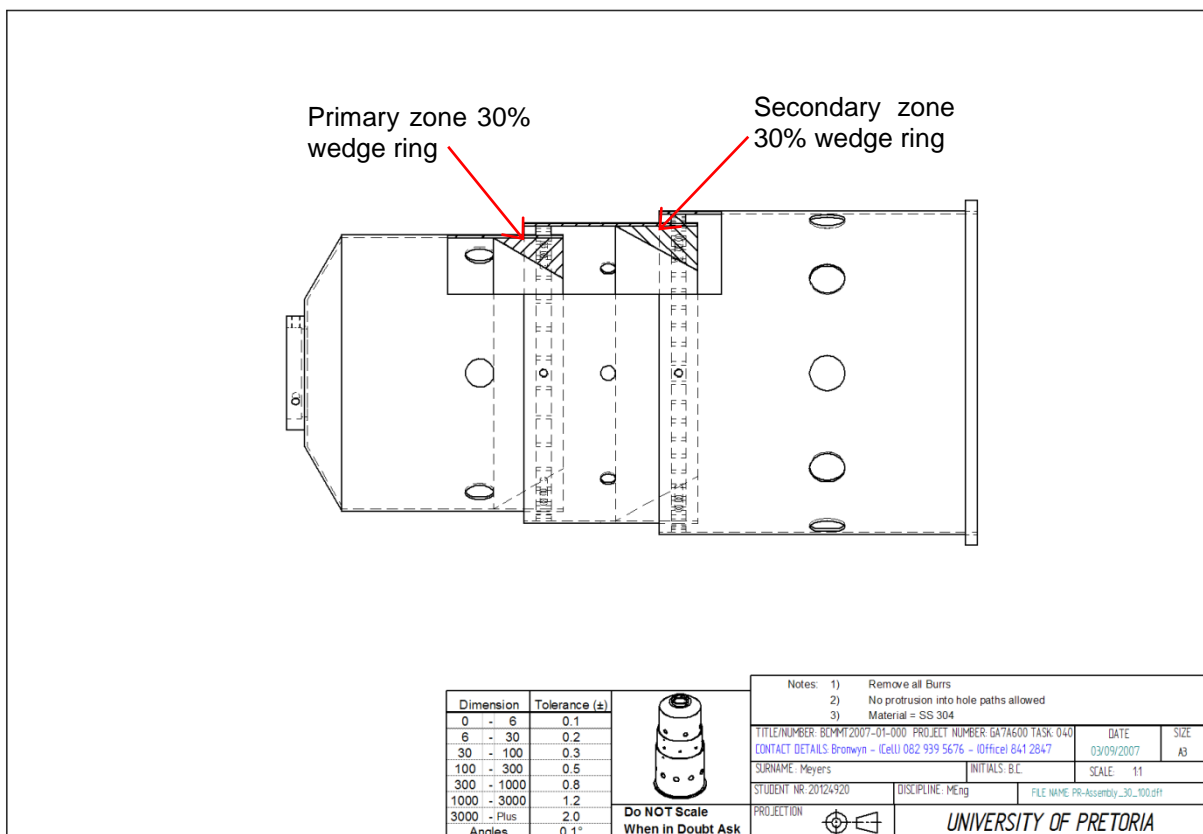 Primary zone 30%
wedge ring
Secondary zone
30% wedge ring
Dimension Tolerance (±)
0 - 6 0.1
6 - 30 0.2
30 - 100 0.3
100 - 300 0.5
300 - 1000 0.8
1000 - 3000 1.2
3000 - Plus 2.0
Angles 0.1°
Do NOT Scale
When in Doubt Ask
Notes: 1) Remove all Burrs
2) No protrusion into hole paths allowed
3) Material = SS 304
TITLE/NUMBER: BCMMT2007-01-000 PROJECT NUMBER: GA7A600 TASK: 040
CONTACT DETAILS: Bronwyn - (Cell) 082 939 5676 - (Office) 841 2847
DATE
03/09/2007
SIZE
A3
SURNAME: Meyers INITIALS: B.C. SCALE: 1:1
STUDENT NR: 20124920 DISCIPLINE: MEng FILE NAME PR-Assembly_30_100.dft
PROJECTION
UNIVERSITY OF PRETORIA